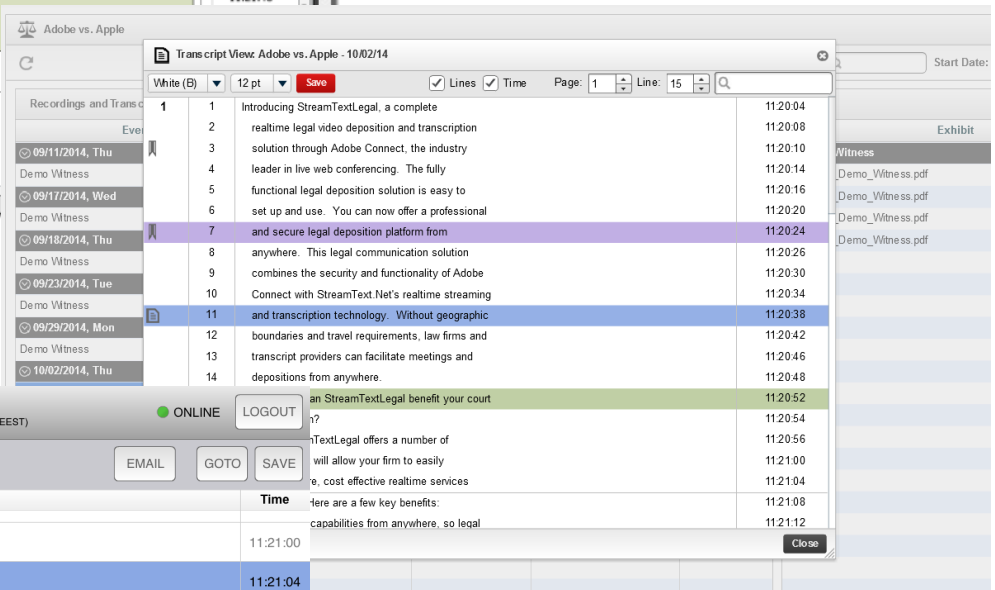 Adobe vs. Apple
Start Date:
Recordings and Transc
Even
Exhibit
09/11/2014, Thu
Demo Witness
09/17/2014, Wed
Demo Witness
09/18/2014, Thu
Demo Witness
09/23/2014, Tue
Demo Witness
09/29/2014, Mon
Demo Witness
10/02/2014, Thu
Witness
_Demo_Witness.pdf
_Demo_Witness.pdf
_Demo_Witness.pdf
_Demo_Witness.pdf
Transcript View: Adobe vs. Apple - 10/02/14
White (B) 12 pt Save Lines Time Page: 1 Line: 15
1 1 Introducing StreamTextLegal, a complete 11:20:04
2 realtime legal video deposition and transcription 11:20:08
3 solution through Adobe Connect, the industry 11:20:10
4 leader in live web conferencing. The fully 11:20:14
5 functional legal deposition solution is easy to 11:20:16
6 set up and use. You can now offer a professional 11:20:20
7 and secure legal deposition platform from 11:20:24
8 anywhere. This legal communication solution 11:20:26
9 combines the security and functionality of Adobe 11:20:30
10 Connect with StreamText.Net's realtime streaming 11:20:34
11 and transcription technology. Without geographic 11:20:38
12 boundaries and travel requirements, law firms and 11:20:42
13 transcript providers can facilitate meetings and 11:20:46
14 depositions from anywhere. 11:20:48
an StreamTextLegal benefit your court 11:20:52
n? 11:20:54
mTextLegal offers a number of 11:20:56
will allow your firm to easily 11:21:00
re, cost effective realtime services 11:21:04
Here are a few key benefits: 11:21:08
capabilities from anywhere, so legal 11:21:12
Close
EEST)
ONLINE LOGOUT
EMAIL GOTO SAVE
Time
11:21:00
11:21:04